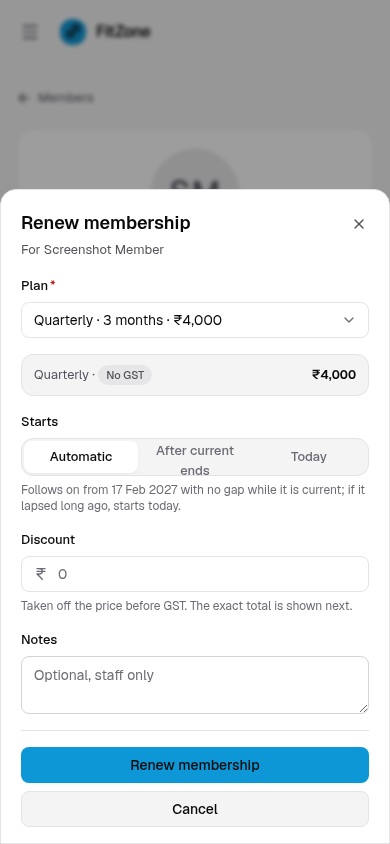 FitZone
Members
SM
Renew membership
For Screenshot Member
Plan *
Quarterly · 3 months · ₹4,000
Quarterly · No GST ₹4,000
Starts
Automatic After current ends Today
Follows on from 17 Feb 2027 with no gap while it is current; if it
lapsed long ago, starts today.
Discount
₹ 0
Taken off the price before GST. The exact total is shown next.
Notes
Optional, staff only
Renew membership
Cancel